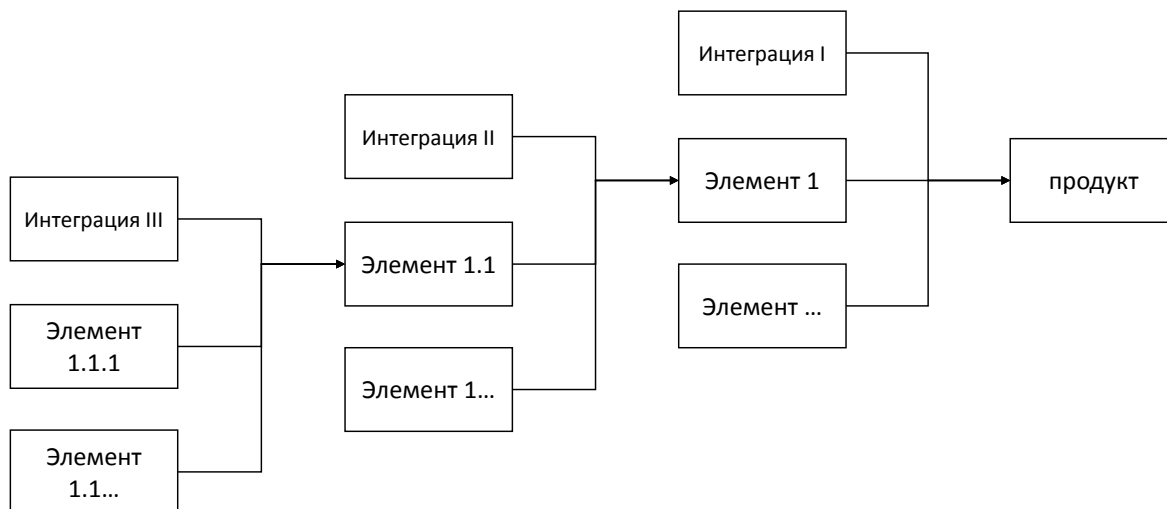 Интеграция I
Интеграция II
Элемент 1
продукт
Интеграция III
Элемент 1.1
Элемент ...
Элемент
1.1.1
Элемент 1...
Элемент
1.1...